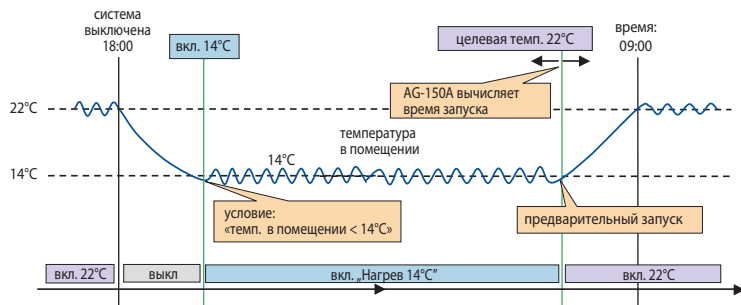 система
выключена
18:00
вкл. 14°C
целевая темп. 22°C
время:
09:00
AG-150A вычисляет
время запуска
22°C
температура
в помещении
14°C
14°C
условие:
«темп. в помещении < 14°C»
предварительный запуск
вкл. 22°C
выкл
вкл. „Нагрев 14°C"
вкл. 22°C